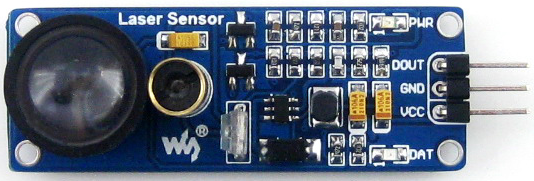 Laser Sensor
PWR
DOUT
GND
VCC
DAT
®